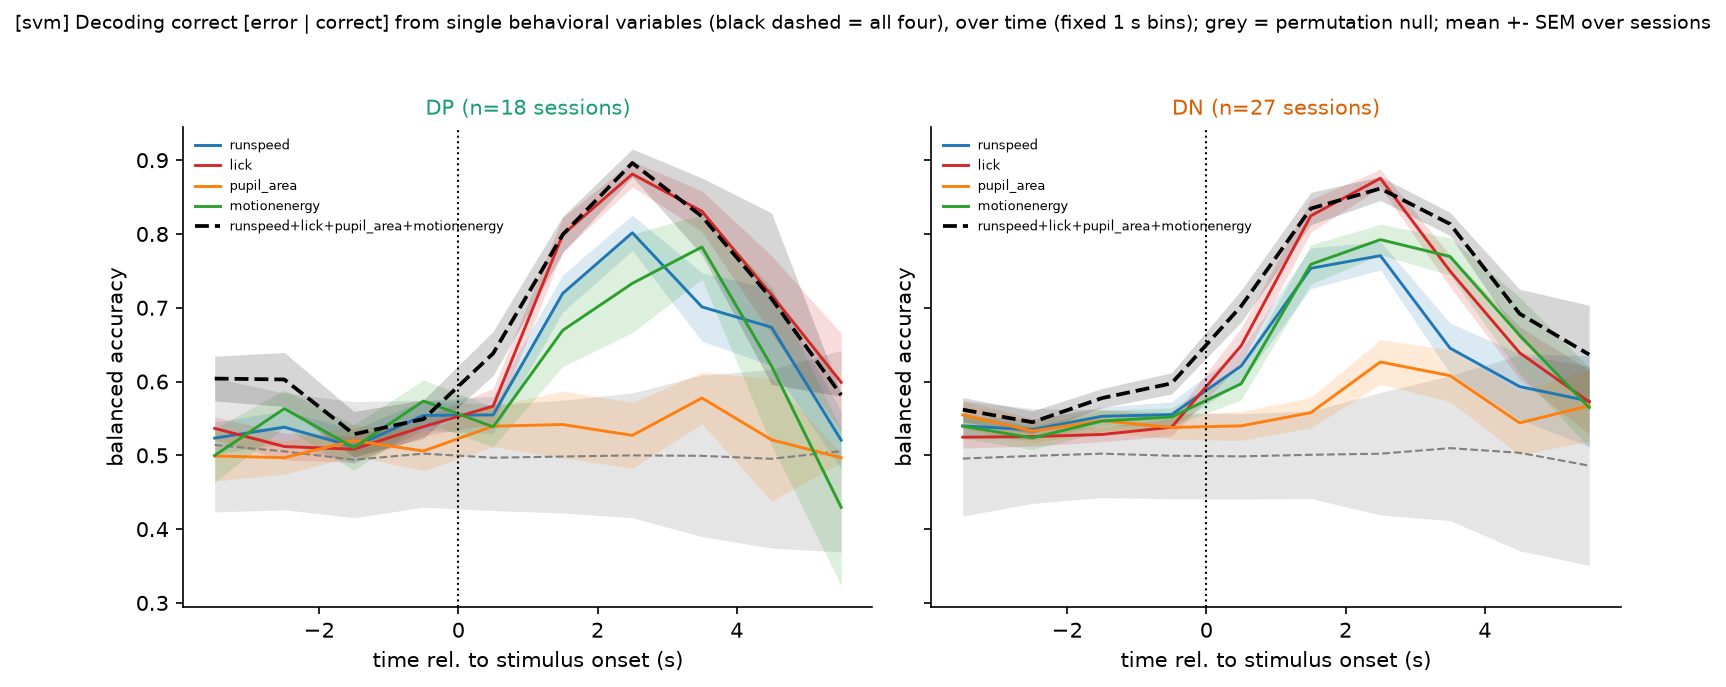 [svm] Decoding correct [error | correct] from single behavioral variables (black dashed = all four), over time (fixed 1 s bins); grey = permutation null; mean +- SEM over sessions
DP (n=18 sessions)
runspeed
lick
pupil_area
motionenergy
runspeed+lick+pupil_area+motionenergy
balanced accuracy
0.9
0.8
0.7
0.6
0.5
0.4
0.3
−2
0
2
4
time rel. to stimulus onset (s)
DN (n=27 sessions)
runspeed
lick
pupil_area
motionenergy
runspeed+lick+pupil_area+motionenergy
balanced accuracy
−2
0
2
4
time rel. to stimulus onset (s)